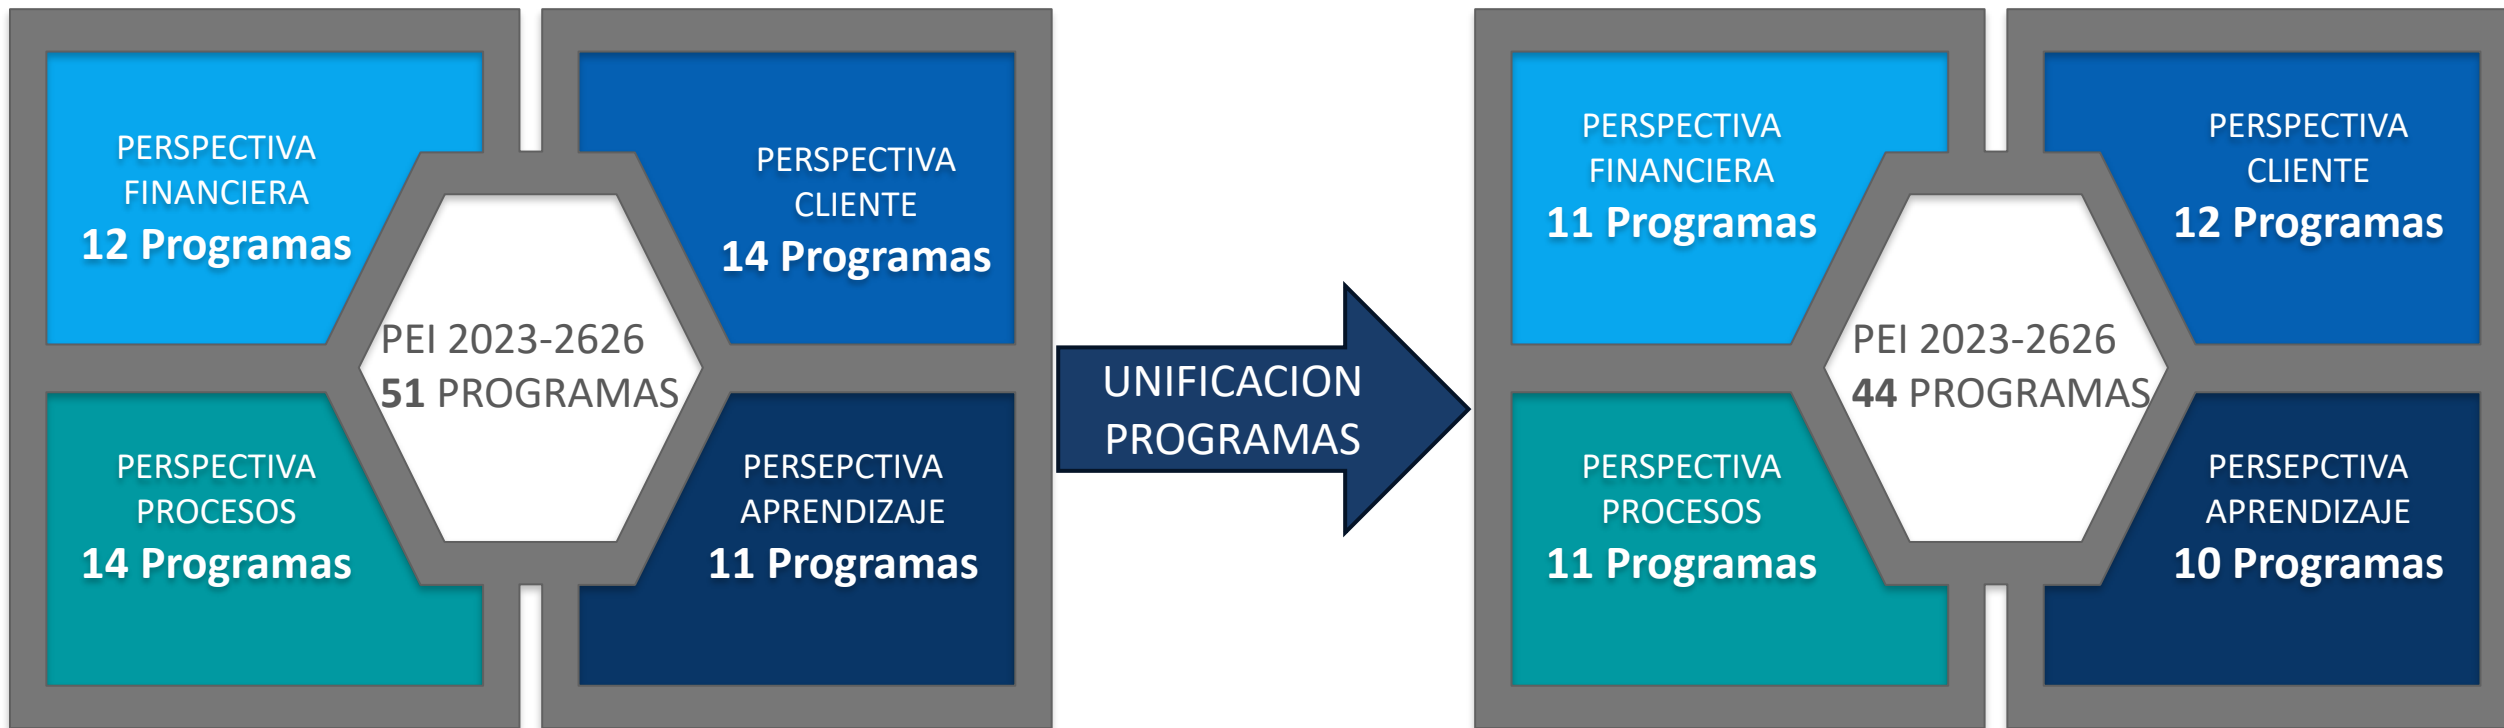 PERSPECTIVA
FINANCIERA
12 Programas
PERSPECTIVA
CLIENTE
14 Programas
PEI 2023-2626
51 PROGRAMAS
PERSPECTIVA
PROCESOS
14 Programas
PERSEPCTIVA
APRENDIZAJE
11 Programas
UNIFICACION
PROGRAMAS
PERSPECTIVA
FINANCIERA
11 Programas
PERSPECTIVA
CLIENTE
12 Programas
PEI 2023-2626
44 PROGRAMAS
PERSPECTIVA
PROCESOS
11 Programas
PERSEPCTIVA
APRENDIZAJE
10 Programas